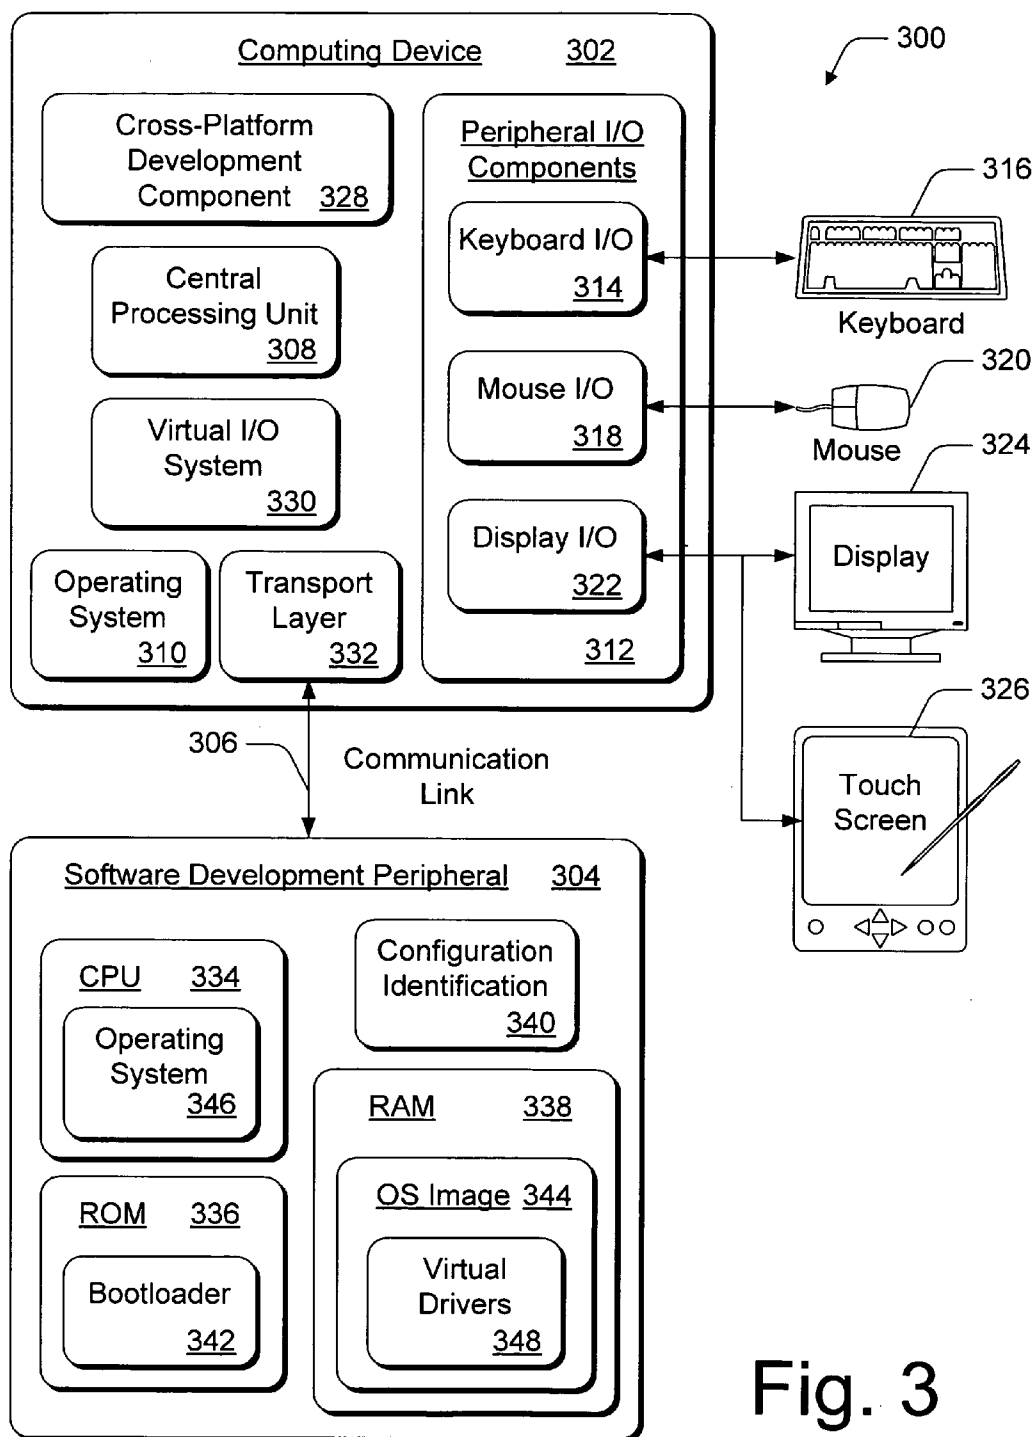 Computing Device 302
300
Cross-Platform
Development
Component 328
Peripheral I/O
Components
Central
Processing Unit
308
Keyboard I/O
314
316
Keyboard
Virtual I/O
System
330
Mouse I/O
318
320
Mouse
Operating
System
310
Transport
Layer
332
Display I/O
322
312
324
Display
326
Touch
Screen
306
Communication
Link
Software Development Peripheral 304
CPU 334
Operating
System
346
Configuration
Identification
340
ROM 336
Bootloader
342
RAM 338
OS Image 344
Virtual
Drivers
348
Fig. 3